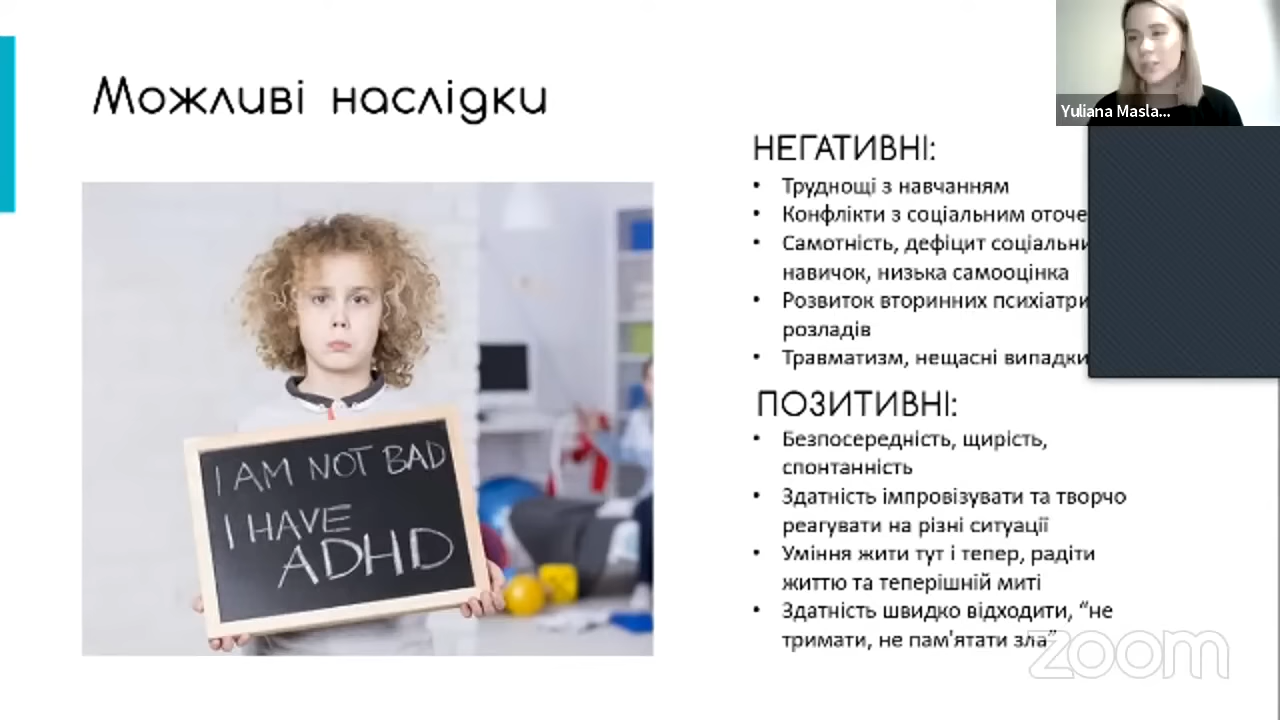 Можливі наслідки
Yuliana Masla...
НЕГАТИВНІ:
• Труднощі з навчанням
• Конфлікти з соціальним
• Самотність, дефіцит
навичок, низька самооцінка
• Розвиток вторинних
розладів
• Травматизм, нещасні випадки
I AM NOT BAD
I HAVE
ADHD
ПОЗИТИВНІ:
• Безпосередність, щирість,
спонтанність
• Здатність імпровізувати та творчо
реагувати на різні ситуації
• Уміння жити тут і тепер, радіти
життю та теперішній миті
• Здатність швидко відходити, “не
тримати, не пам'ятати зла”
zoom